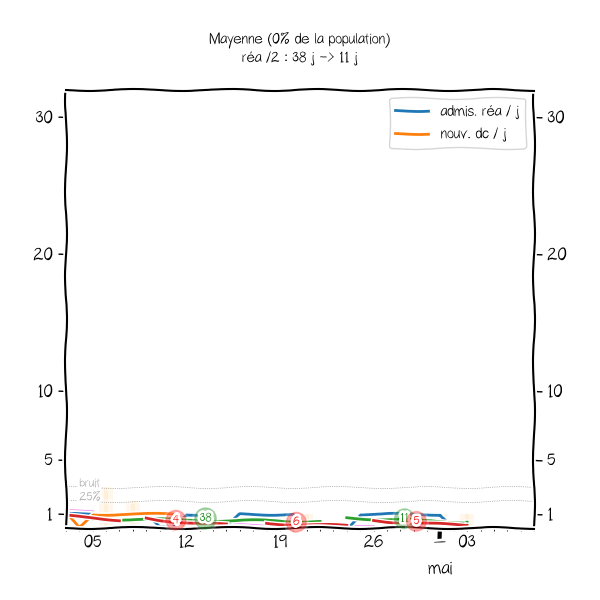 Mayenne (0% de la population)
réa /2 : 38 j -> 11 j
admis. réa / j
nouv. dc / j
30 30
20 20
10 10
5 5
bruit
25%
1 1
4 38 6 11 5
05 12 19 26 03
mai